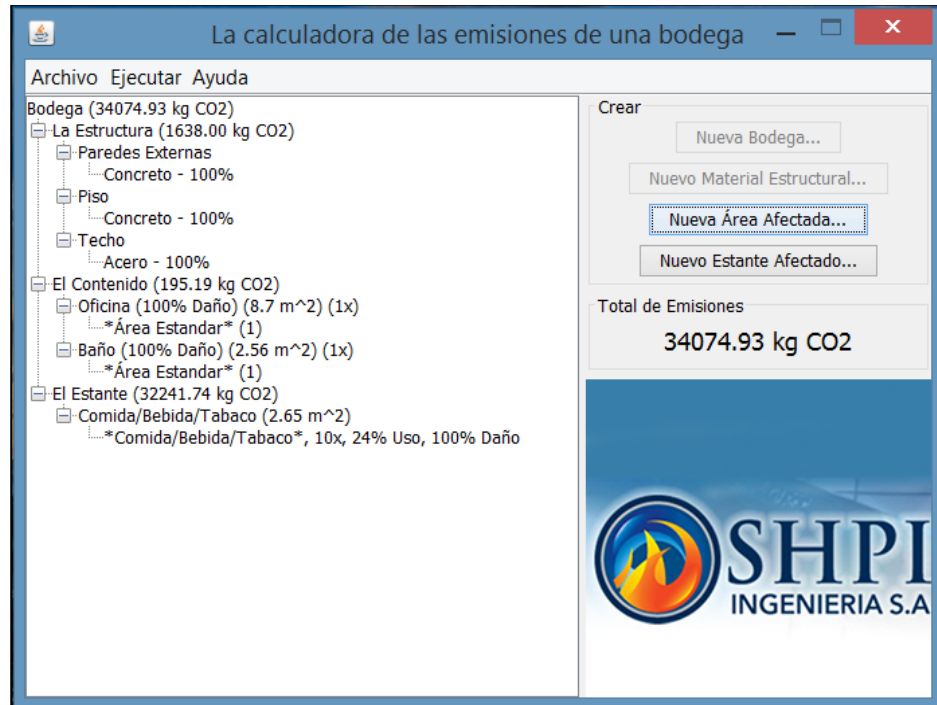 La calculadora de las emisiones de una bodega
Archivo Ejecutar Ayuda
Bodega (34074.93 kg CO2)
La Estructura (1638.00 kg CO2)
Paredes Externas
Concreto - 100%
Piso
Concreto - 100%
Techo
Acero - 100%
El Contenido (195.19 kg CO2)
Oficina (100% Daño) (8.7 m^2) (1x)
*Área Estandar* (1)
Baño (100% Daño) (2.56 m^2) (1x)
*Área Estandar* (1)
El Estante (32241.74 kg CO2)
Comida/Bebida/Tabaco (2.65 m^2)
*Comida/Bebida/Tabaco*, 10x, 24% Uso, 100% Daño
Crear
Nueva Bodega...
Nuevo Material Estructural...
Nueva Área Afectada...
Nuevo Estante Afectado...
Total de Emisiones
34074.93 kg CO2
SHPI
INGENIERIA S.A